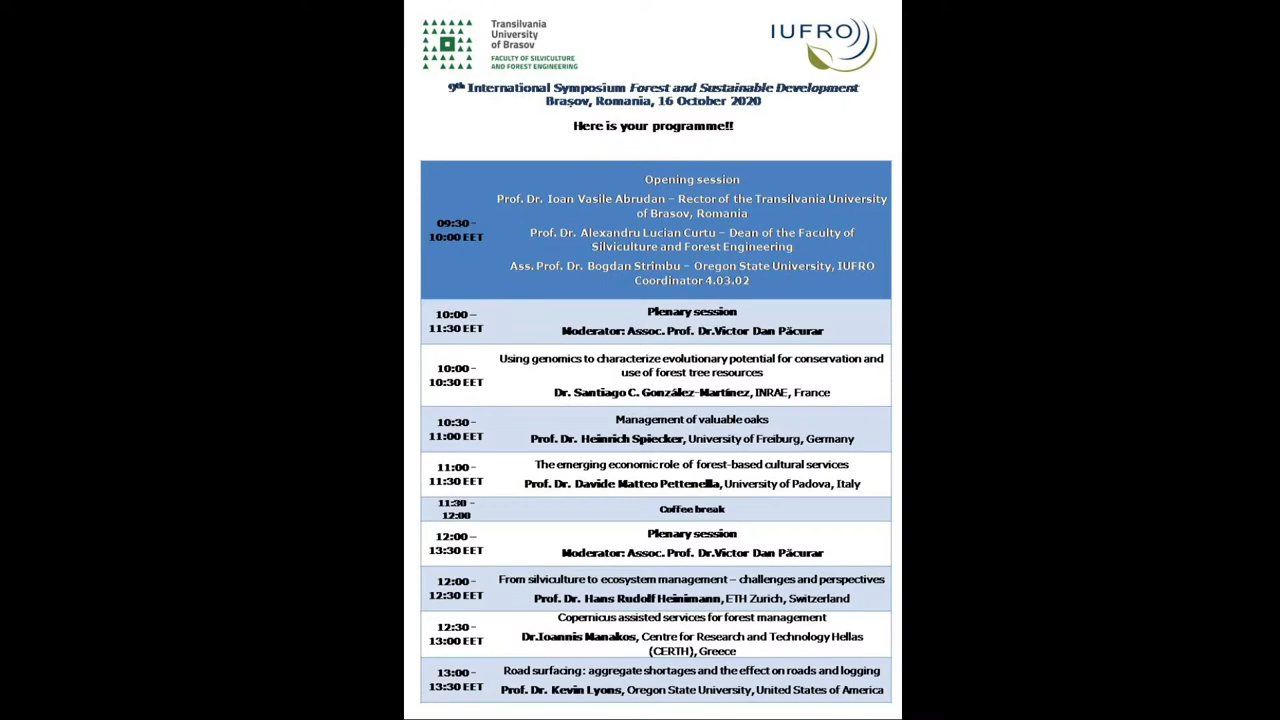 Transilvania
University
of Brasov
FACULTY OF SILVICULTURE
AND FOREST ENGINEERING
IUFRO
9th International Symposium Forest and Sustainable Development
Brașov, Romania, 16 October 2020
Here is your programme!!
09:30 -
10:00 EET
Opening session
Prof. Dr. Ioan Vasile Abrudan – Rector of the Transilvania University
of Brasov, Romania
Prof. Dr. Alexandru Lucian Curtu – Dean of the Faculty of
Silviculture and Forest Engineering
Ass. Prof. Dr. Bogdan Strimbu – Oregon State University, IUFRO
Coordinator 4.03.02
10:00 –
11:30 EET
Plenary session
Moderator: Assoc. Prof. Dr.Victor Dan Păcurar
10:00 -
10:30 EET
Using genomics to characterize evolutionary potential for conservation and
use of forest tree resources
Dr. Santiago C. González-Martínez, INRAE, France
10:30 -
11:00 EET
Management of valuable oaks
Prof. Dr. Heinrich Spiecker, University of Freiburg, Germany
11:00 -
11:30 EET
The emerging economic role of forest-based cultural services
Prof. Dr. Davide Matteo Pettenella, University of Padova, Italy
11:30 -
12:00
Coffee break
12:00 –
13:30 EET
Plenary session
Moderator: Assoc. Prof. Dr.Victor Dan Păcurar
12:00 -
12:30 EET
From silviculture to ecosystem management – challenges and perspectives
Prof. Dr. Hans Rudolf Heinimann, ETH Zurich, Switzerland
12:30 -
13:00 EET
Copernicus assisted services for forest management
Dr.Ioannis Manakos, Centre for Research and Technology Hellas
(CERTH), Greece
13:00 -
13:30 EET
Road surfacing: aggregate shortages and the effect on roads and logging
Prof. Dr. Kevin Lyons, Oregon State University, United States of America